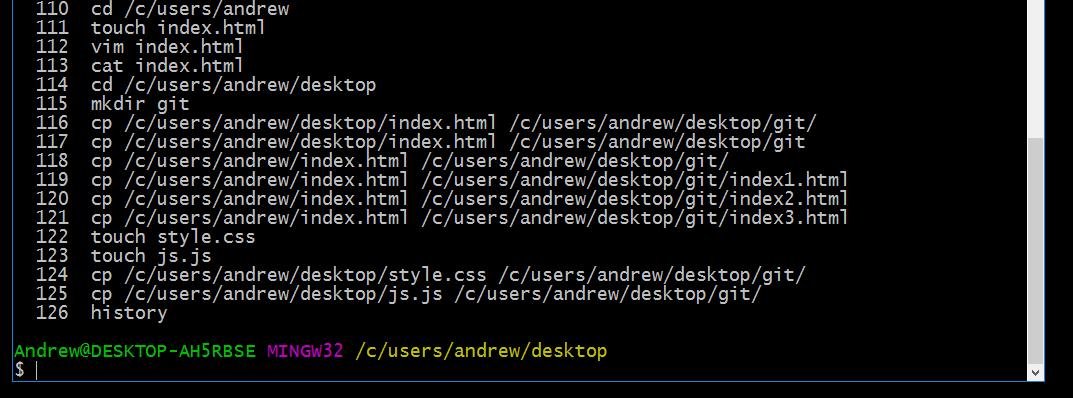 110 cd /c/users/andrew
111 touch index.html
112 vim index.html
113 cat index.html
114 cd /c/users/andrew/desktop
115 mkdir git
116 cp /c/users/andrew/desktop/index.html /c/users/andrew/desktop/git/
117 cp /c/users/andrew/desktop/index.html /c/users/andrew/desktop/git
118 cp /c/users/andrew/index.html /c/users/andrew/desktop/git/
119 cp /c/users/andrew/index.html /c/users/andrew/desktop/git/index1.html
120 cp /c/users/andrew/index.html /c/users/andrew/desktop/git/index2.html
121 cp /c/users/andrew/index.html /c/users/andrew/desktop/git/index3.html
122 touch style.css
123 touch js.js
124 cp /c/users/andrew/desktop/style.css /c/users/andrew/desktop/git/
125 cp /c/users/andrew/desktop/js.js /c/users/andrew/desktop/git/
126 history
Andrew@DESKTOP-AH5RBSE MINGW32 /c/users/andrew/desktop
$